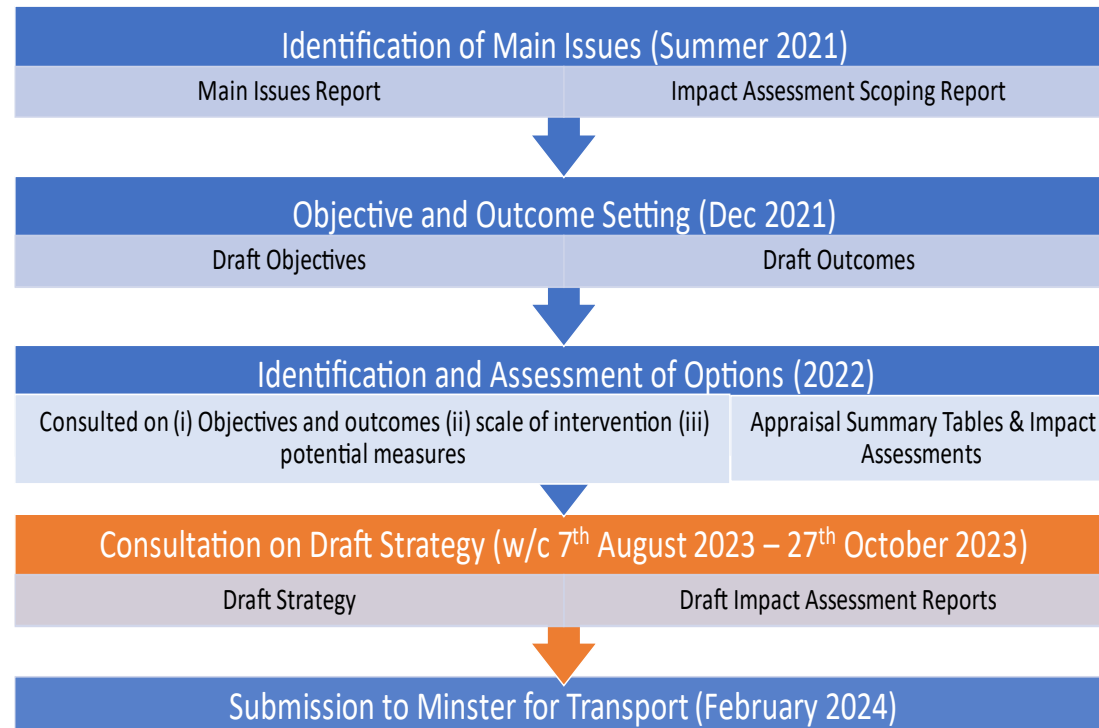 Identification of Main Issues (Summer 2021)
Main Issues Report
Impact Assessment Scoping Report
Objective and Outcome Setting (Dec 2021)
Draft Objectives
Draft Outcomes
Identification and Assessment of Options (2022)
Consulted on (i) Objectives and outcomes (ii) scale of intervention (iii)
potential measures
Appraisal Summary Tables & Impact
Assessments
Consultation on Draft Strategy (w/c 7th August 2023 – 27th October 2023)
Draft Strategy
Draft Impact Assessment Reports
Submission to Minster for Transport (February 2024)